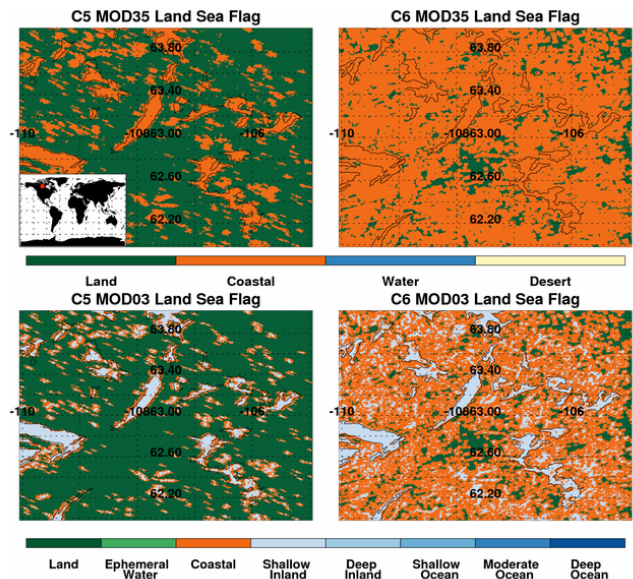 C5 MOD35 Land Sea Flag
C6 MOD35 Land Sea Flag
63.80
63.80
63.40
63.40
-110
-10863.00
-106
-110
-10863.00
-106
62.60
62.60
62.20
62.20
Land
Coastal
Water
Desert
C5 MOD03 Land Sea Flag
C6 MOD03 Land Sea Flag
63.80
63.80
63.40
63.40
-110
-10863.00
-106
-110
-10863.00
-106
62.60
62.60
62.20
62.20
Land
Ephemeral
Water
Coastal
Shallow
Inland
Deep
Inland
Shallow
Ocean
Moderate
Ocean
Deep
Ocean